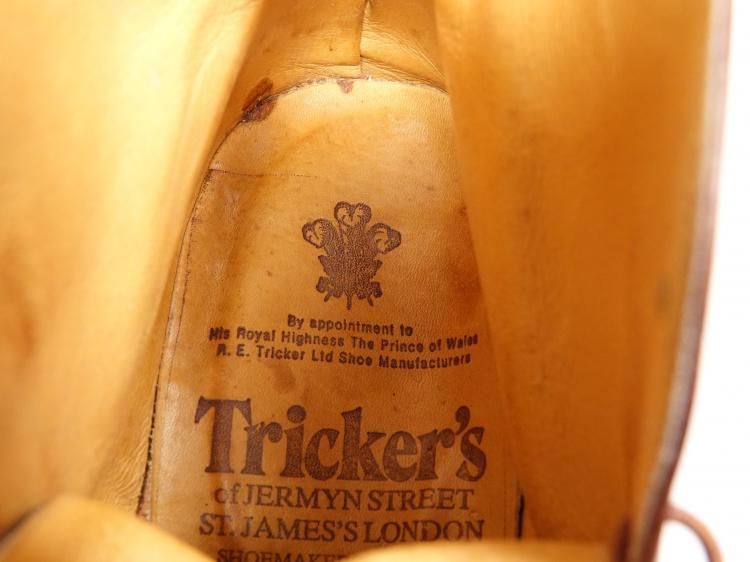 By appointment to
His Royal Highness The Prince of Wales
R. E. Tricker Ltd Shoe Manufacturers
Tricker's
of JERMYN STREET
ST. JAMES'S LONDON